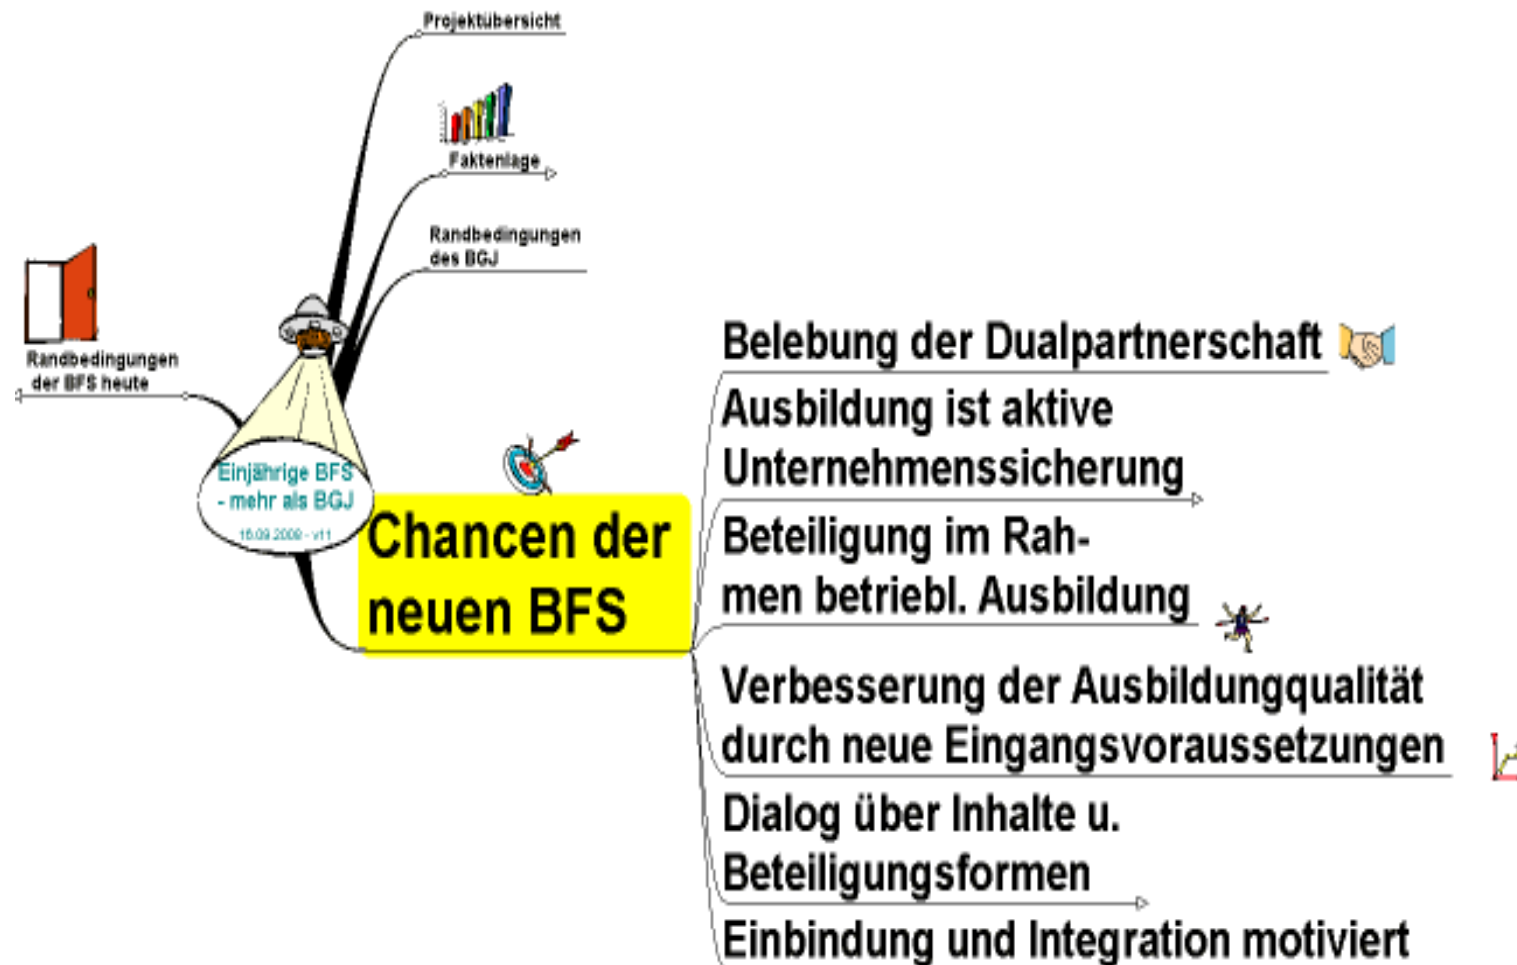 Projektübersicht
Faktenlage
Randbedingungen
des BGJ
Randbedingungen
der BFS heute
Einjährige BFS
- mehr als BGJ
Chancen der
neuen BFS
Belebung der Dualpartnerschaft
Ausbildung ist aktive
Unternehmenssicherung
Beteiligung im Rah-
men betriebl. Ausbildung
Verbesserung der Ausbildungqualität
durch neue Eingangsvoraussetzungen
Dialog über Inhalte u.
Beteiligungsformen
Einbindung und Integration motiviert